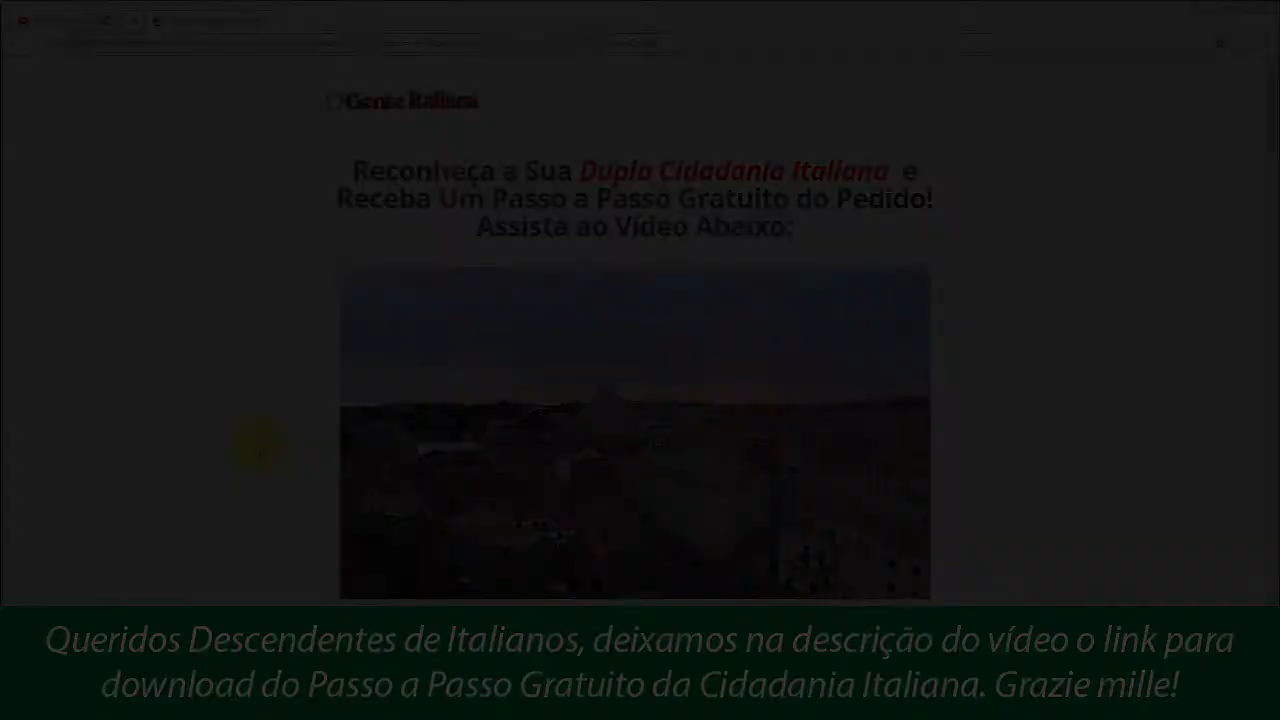 Gente Italiana
Reconheça a Sua Dupla Cidadania Italiana e
Receba Um Passo a Passo Gratuito do Pedido!
Assista ao Vídeo Abaixo:
Queridos Descendentes de Italianos, deixamos na descrição do vídeo o link para
download do Passo a Passo Gratuito da Cidadania Italiana. Grazie mille!